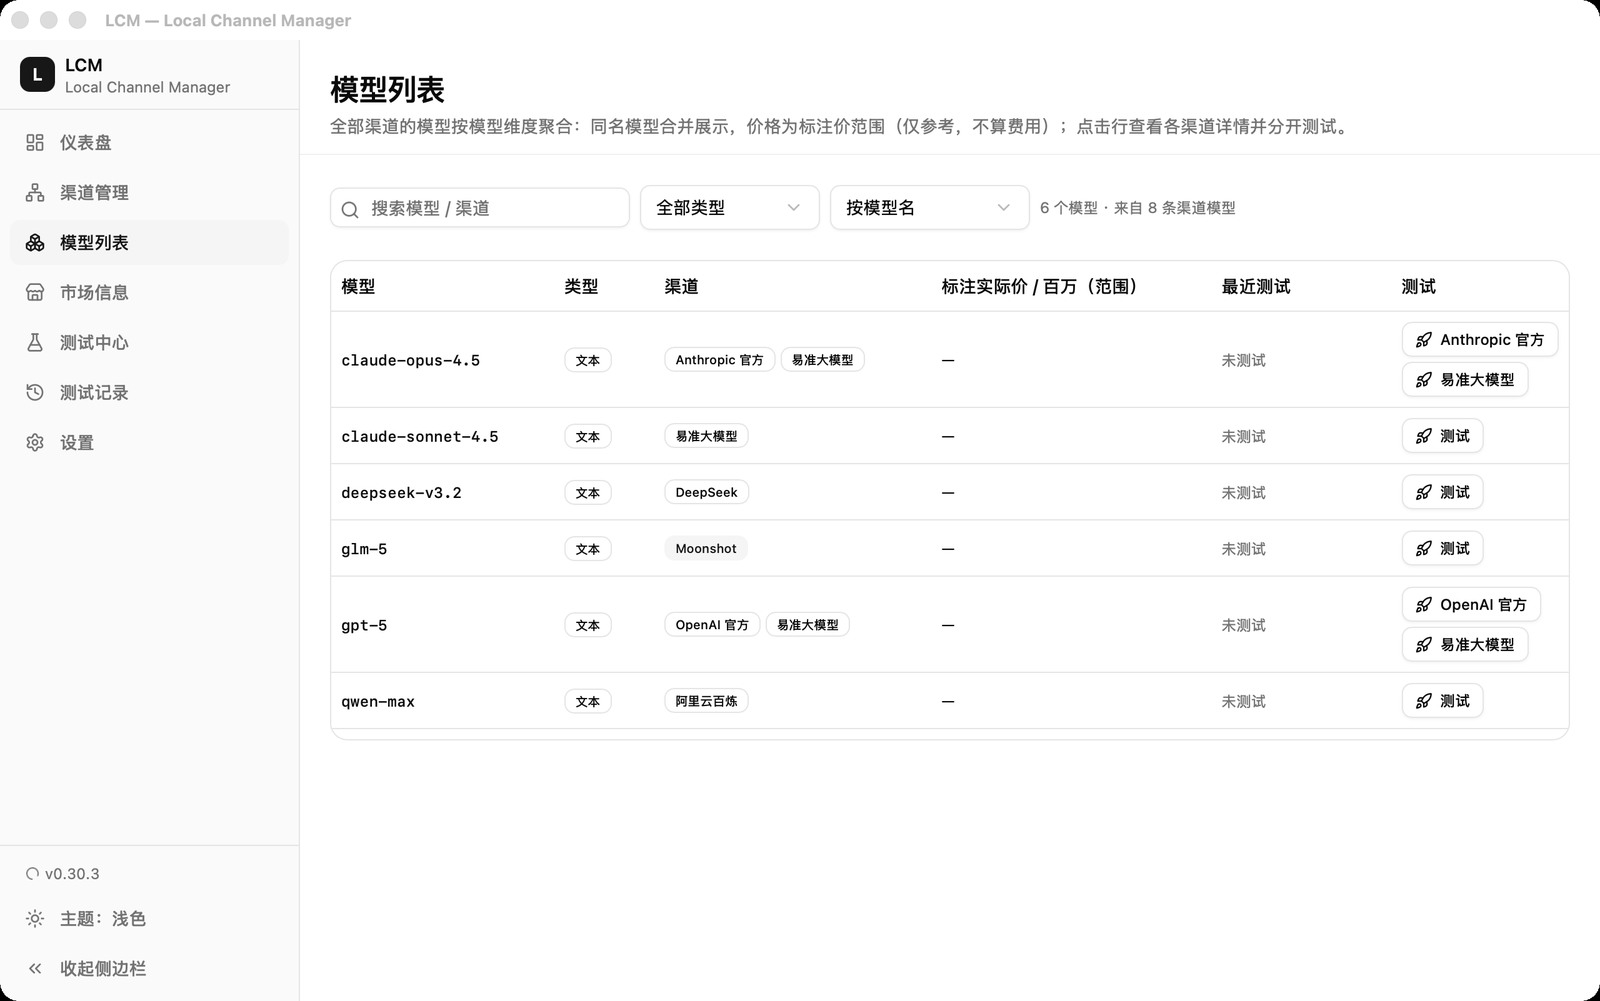 LCM — Local Channel Manager
L
LCM
Local Channel Manager
仪表盘
渠道管理
模型列表
市场信息
测试中心
测试记录
设置
v0.30.3
主题：浅色
收起侧边栏
模型列表
全部渠道的模型按模型维度聚合：同名模型合并展示，价格为标注价范围（仅参考，不算费用）；点击行查看各渠道详情并分开测试。
搜索模型 / 渠道
全部类型
按模型名
6 个模型 · 来自 8 条渠道模型
模型 类型 渠道 标注实际价 / 百万（范围） 最近测试 测试
claude-opus-4.5 文本 Anthropic 官方 易准大模型 — 未测试 Anthropic 官方
易准大模型
claude-sonnet-4.5 文本 易准大模型 — 未测试 测试
deepseek-v3.2 文本 DeepSeek — 未测试 测试
glm-5 文本 Moonshot — 未测试 测试
gpt-5 文本 OpenAI 官方 易准大模型 — 未测试 OpenAI 官方
易准大模型
qwen-max 文本 阿里云百炼 — 未测试 测试